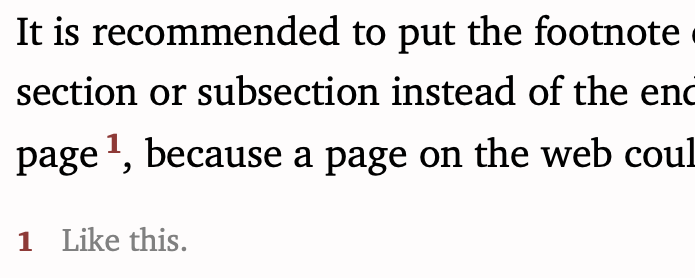 It is recommended to put the footnote
section or subsection instead of the end
page 1, because a page on the web coul
1 Like this.